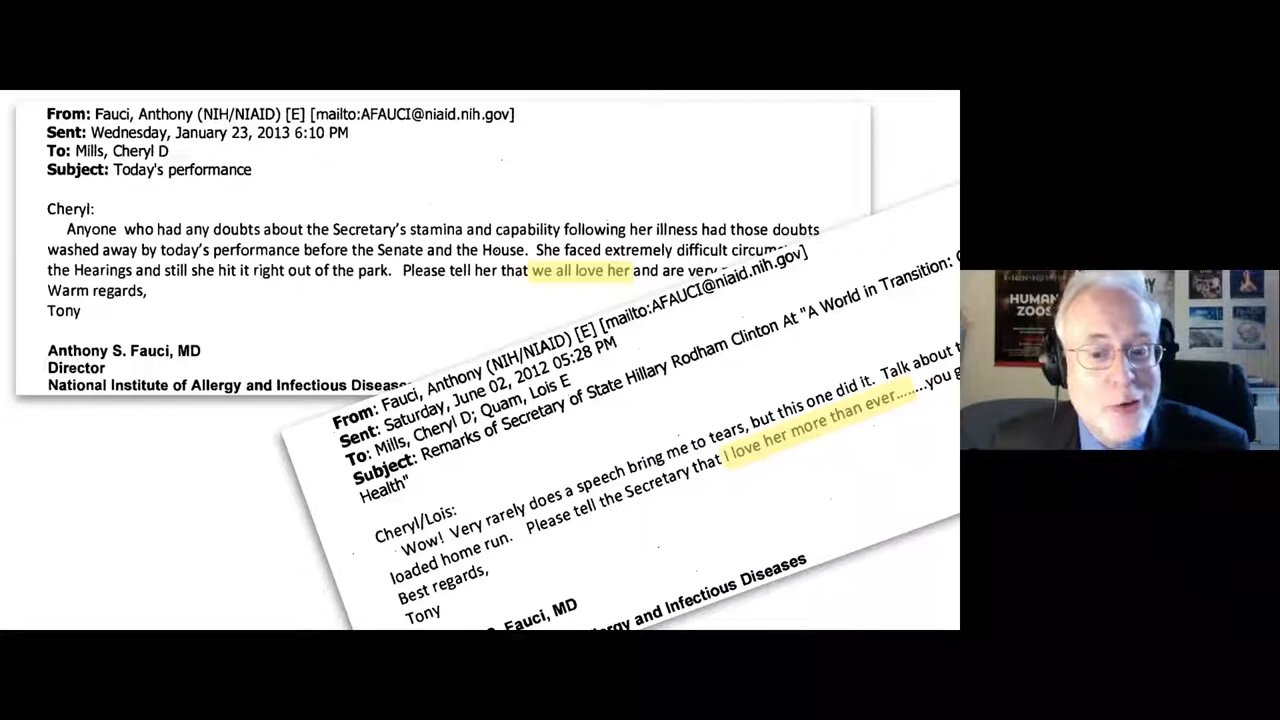 From: Fauci, Anthony (NIH/NIAID) [E] [mailto:AFAUCI@niaid.nih.gov]
Sent: Wednesday, January 23, 2013 6:10 PM
To: Mills, Cheryl D
Subject: Today's performance
Cheryl:
Anyone who had any doubts about the Secretary's stamina and capability following her illness had those doubts
washed away by today's performance before the Senate and the House. She faced extremely difficult
the Hearings and still she hit it right out of the park. Please tell her that we all love her and are very
Warm regards,
Tony
Anthony S. Fauci, MD
Director
National Institute of Allergy and Infectious
From: Fauci, Anthony (NIH/NIAID) [E] [mailto:AFAUCI@niaid.nih.gov]
Sent: Saturday, June 02, 2012 05:28 PM
To: Mills, Cheryl D; Quam, Lois E
Subject: Remarks of Secretary of State Hillary Rodham Clinton At "A World in Transition:
Health"
Cheryl/Lois:
Wow! Very rarely does a speech bring me to tears, but this one did it. Talk about
loaded home run. Please tell the Secretary that I love her more than ever........you
Best regards,
Tony
Fauci, MD
and Infectious Diseases
HUMAN
ZOOS